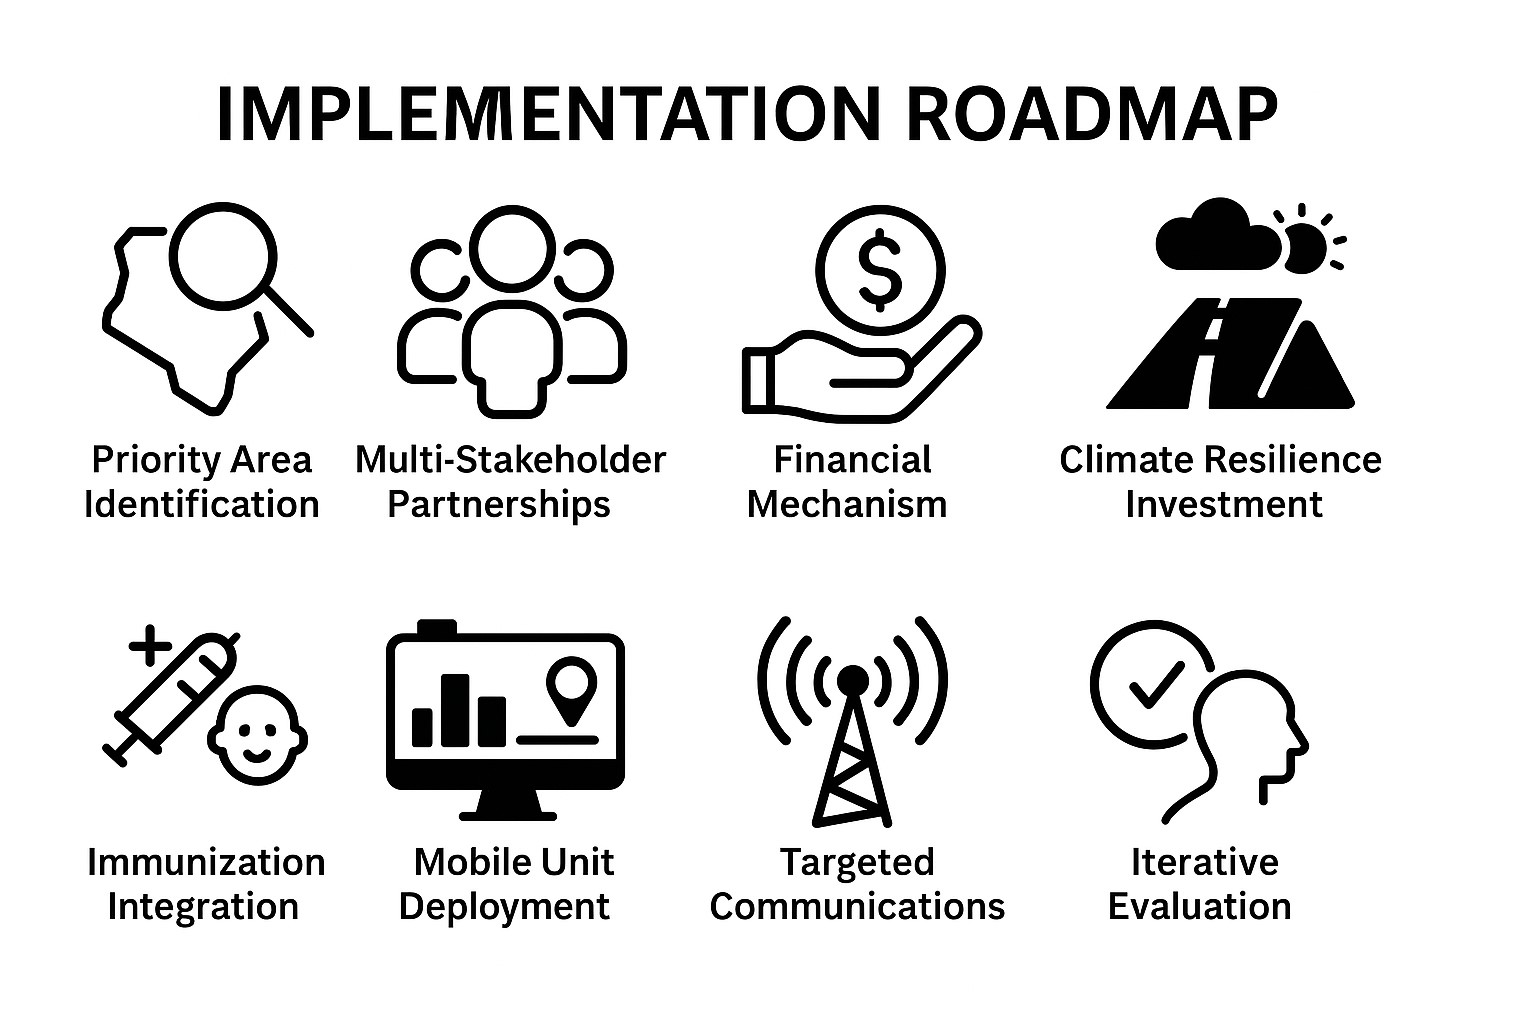 IMPLEMENTATION ROADMAP
Priority Area
Identification
Multi-Stakeholder
Partnerships
$
Financial
Mechanism
Climate Resilience
Investment
Immunization
Integration
Mobile Unit
Deployment
Targeted
Communications
Iterative
Evaluation